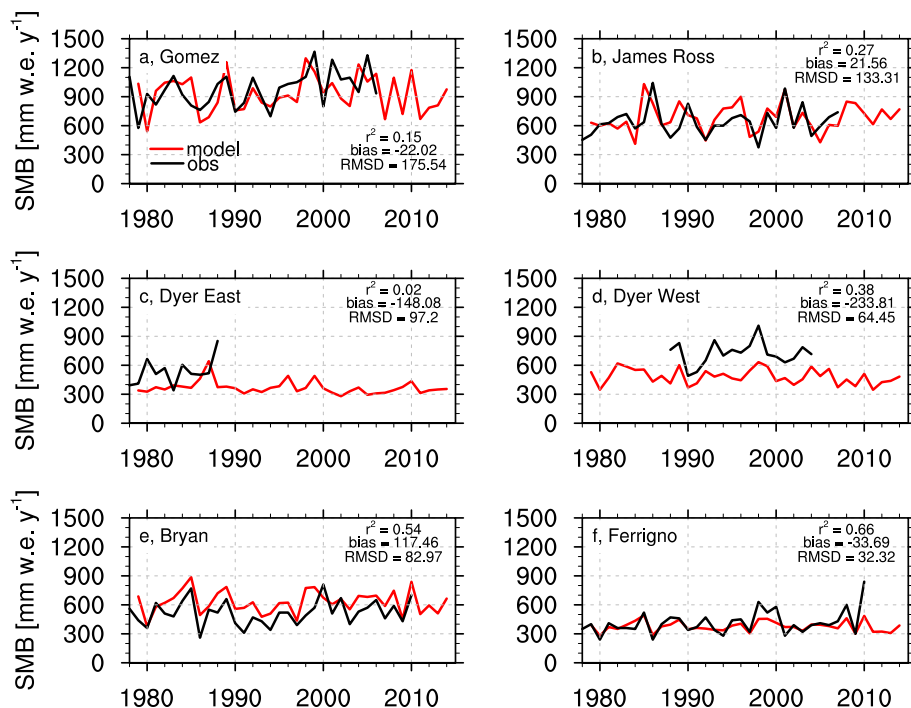 SMB [mm w.e. y-1]
1500
1200
900
600
300
0
a, Gomez
model
obs
r2 = 0.15
bias = -22.02
RMSD = 175.54
1980 1990 2000 2010
1500
1200
900
600
300
0
b, James Ross
r2 = 0.27
bias = 21.56
RMSD = 133.31
1980 1990 2000 2010
SMB [mm w.e. y-1]
1500
1200
900
600
300
0
c, Dyer East
r2 = 0.02
bias = -148.08
RMSD = 97.2
1980 1990 2000 2010
1500
1200
900
600
300
0
d, Dyer West
r2 = 0.38
bias = -233.81
RMSD = 64.45
1980 1990 2000 2010
SMB [mm w.e. y-1]
1500
1200
900
600
300
0
e, Bryan
r2 = 0.54
bias = 117.46
RMSD = 82.97
1980 1990 2000 2010
1500
1200
900
600
300
0
f, Ferrigno
r2 = 0.66
bias = -33.69
RMSD = 32.32
1980 1990 2000 2010